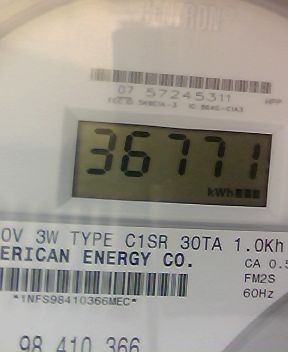 07 57245311
36771
kWh
0V 3W TYPE C1SR 30TA 1.0Kh
ERICAN ENERGY CO.
CA 0.5
FM2S
60Hz
*1NFS98410366MEC*
98 410 366